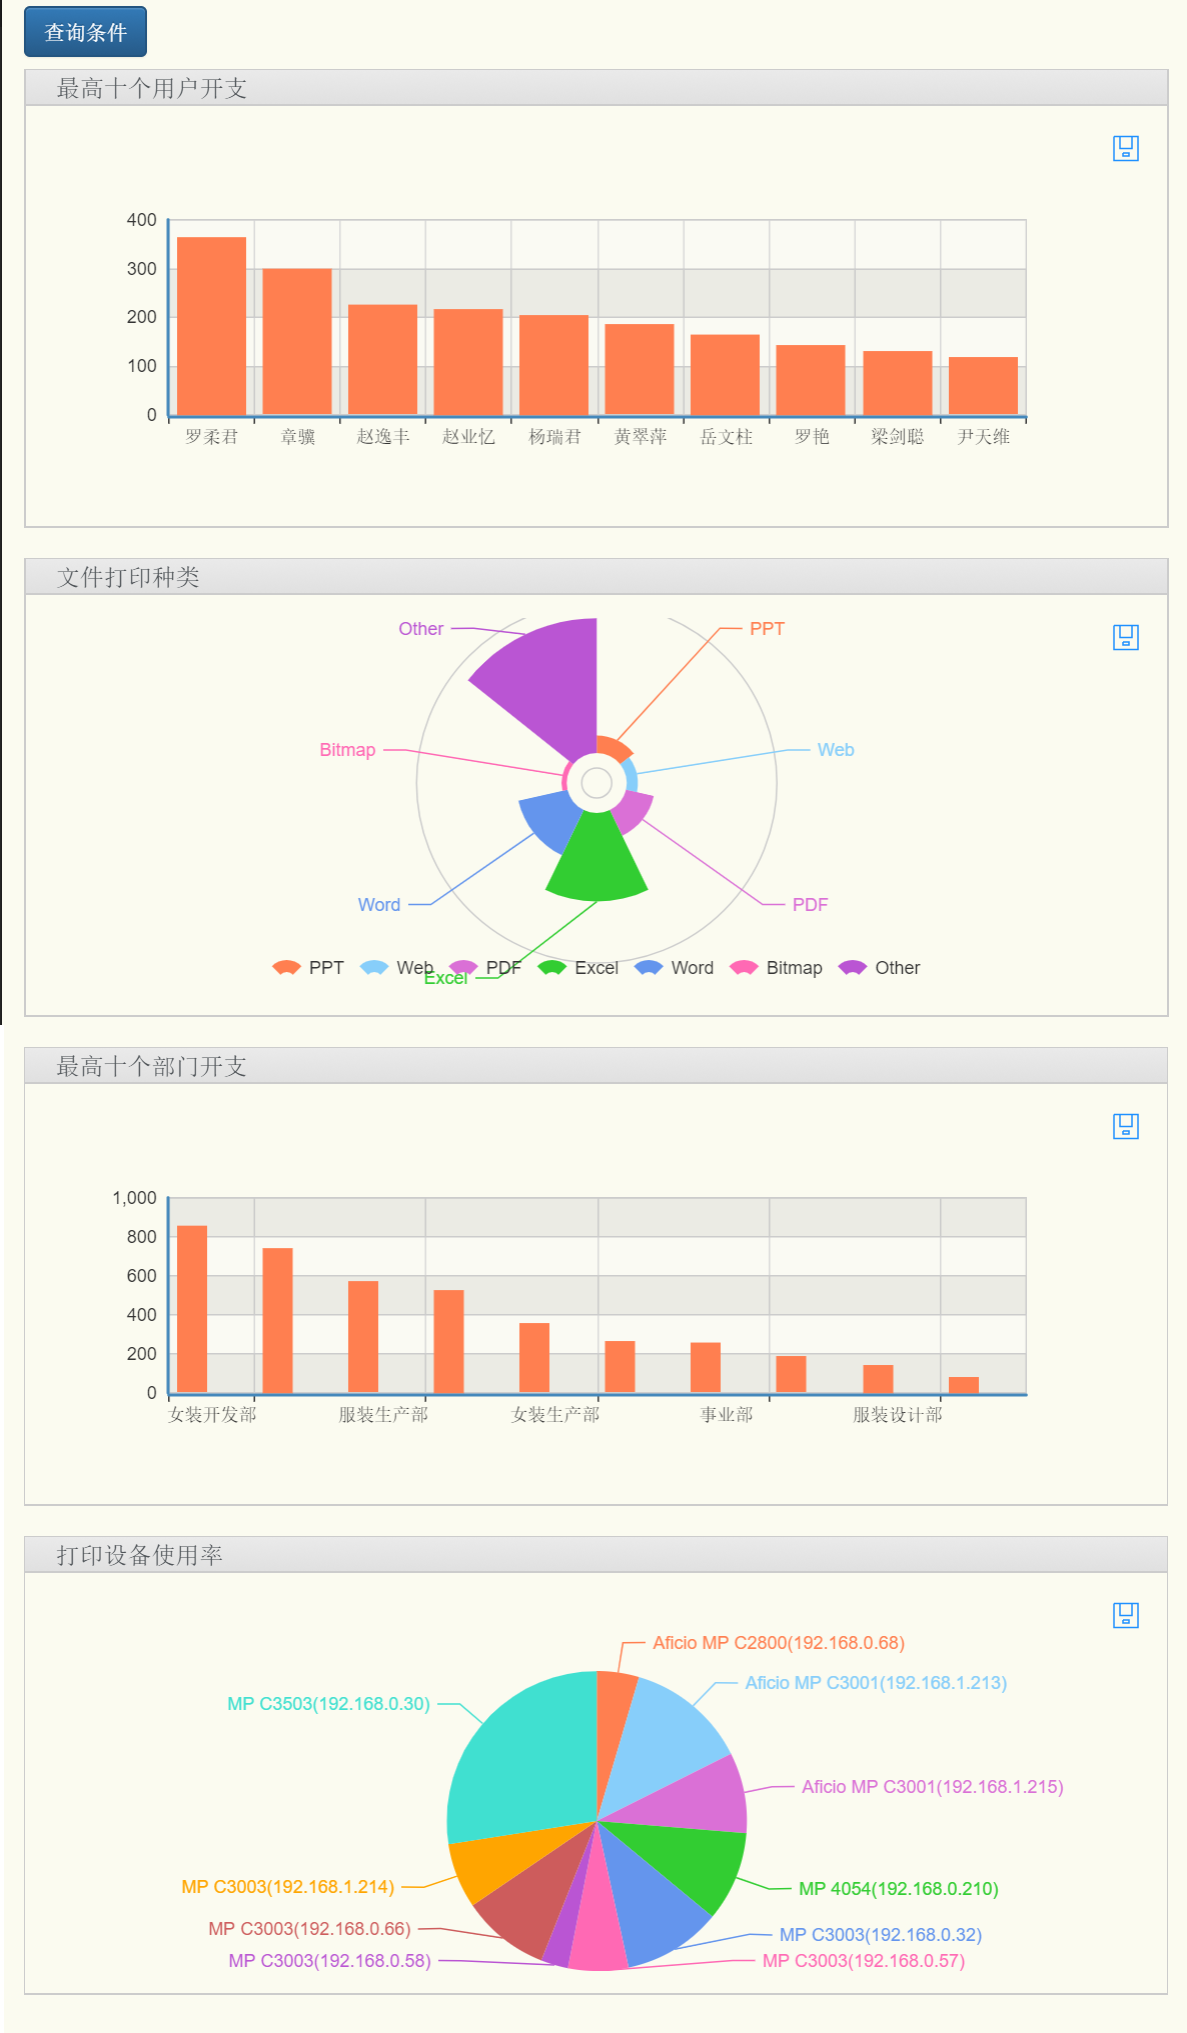 查询条件
最高十个用户开支
400
300
200
100
0
罗柔君 章骥 赵逸丰 赵业忆 杨瑞君 黄翠萍 岳文柱 罗艳 梁剑聪 尹天维
文件打印种类
Other PPT
Bitmap Web
Word PDF
PPT Web PDF Excel Word Bitmap Other
Excel
最高十个部门开支
1,000
800
600
400
200
0
女装开发部 服装生产部 女装生产部 事业部 服装设计部
打印设备使用率
Aficio MP C2800(192.168.0.68)
Aficio MP C3001(192.168.1.213)
MP C3503(192.168.0.30)
Aficio MP C3001(192.168.1.215)
MP C3003(192.168.1.214) MP 4054(192.168.0.210)
MP C3003(192.168.0.66) MP C3003(192.168.0.32)
MP C3003(192.168.0.58) MP C3003(192.168.0.57)